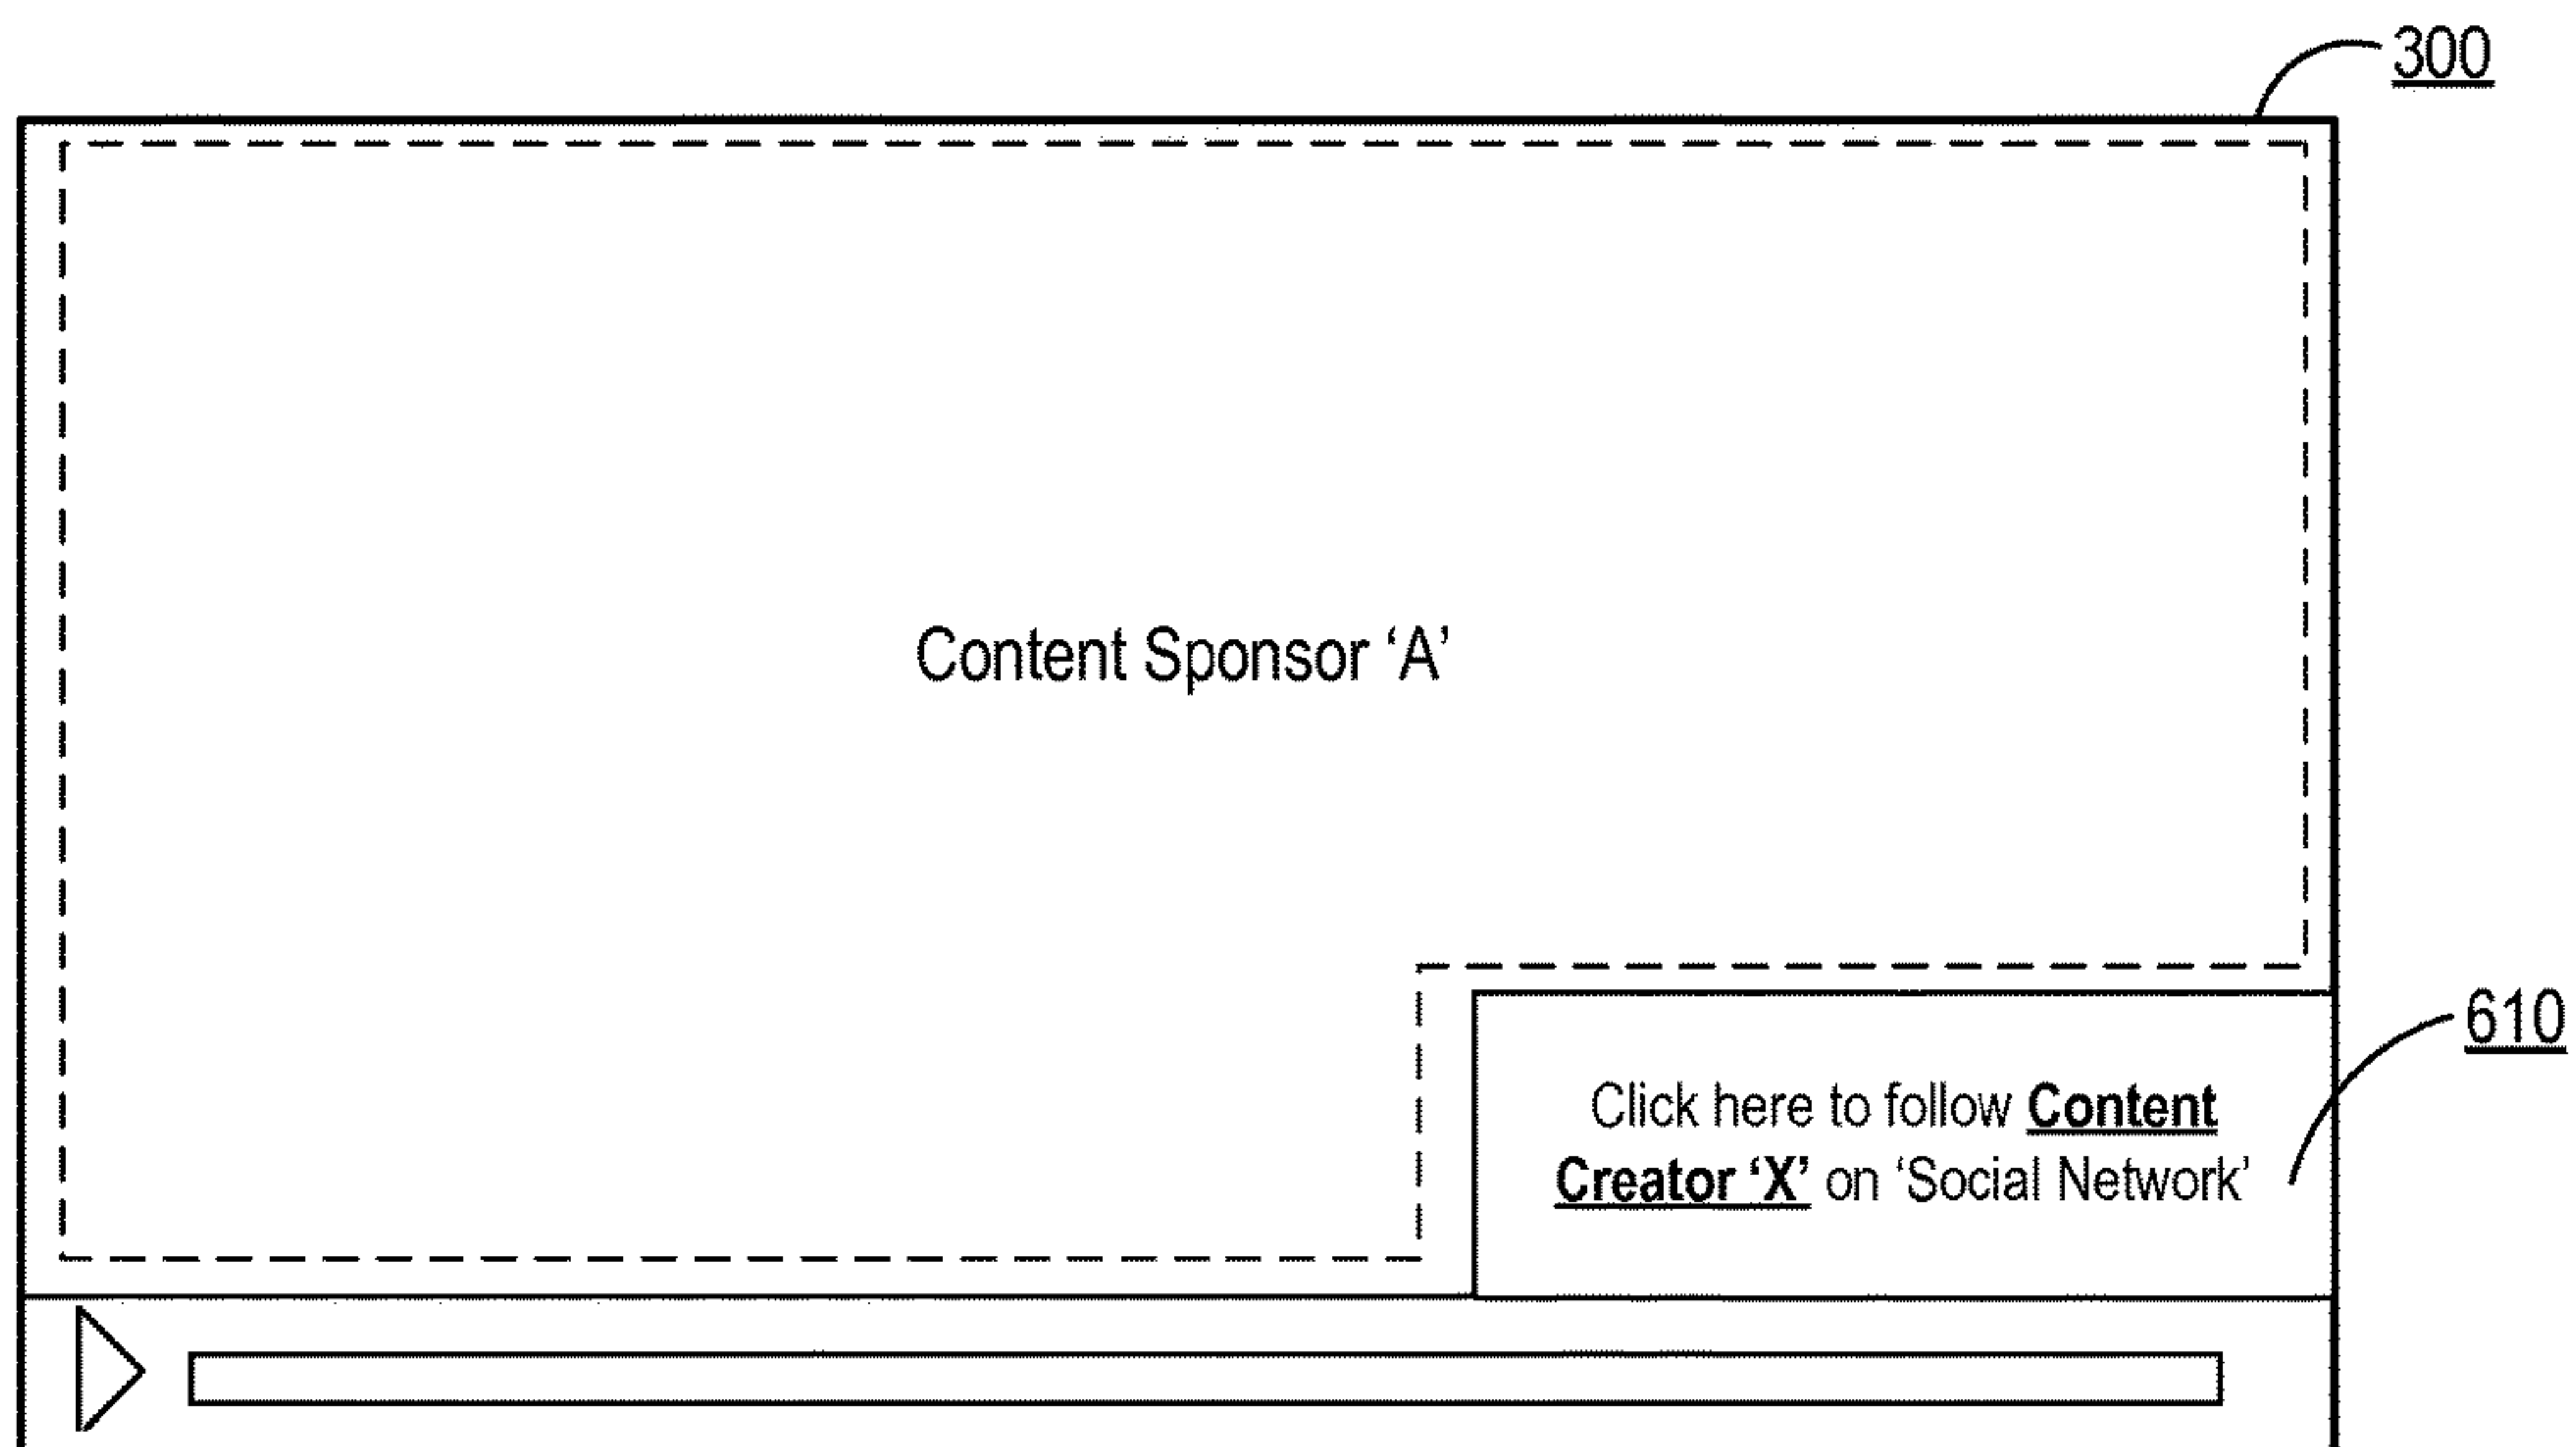 300
Content Sponsor ‘A’
610
Click here to follow Content
Creator ‘X’ on ‘Social Network’